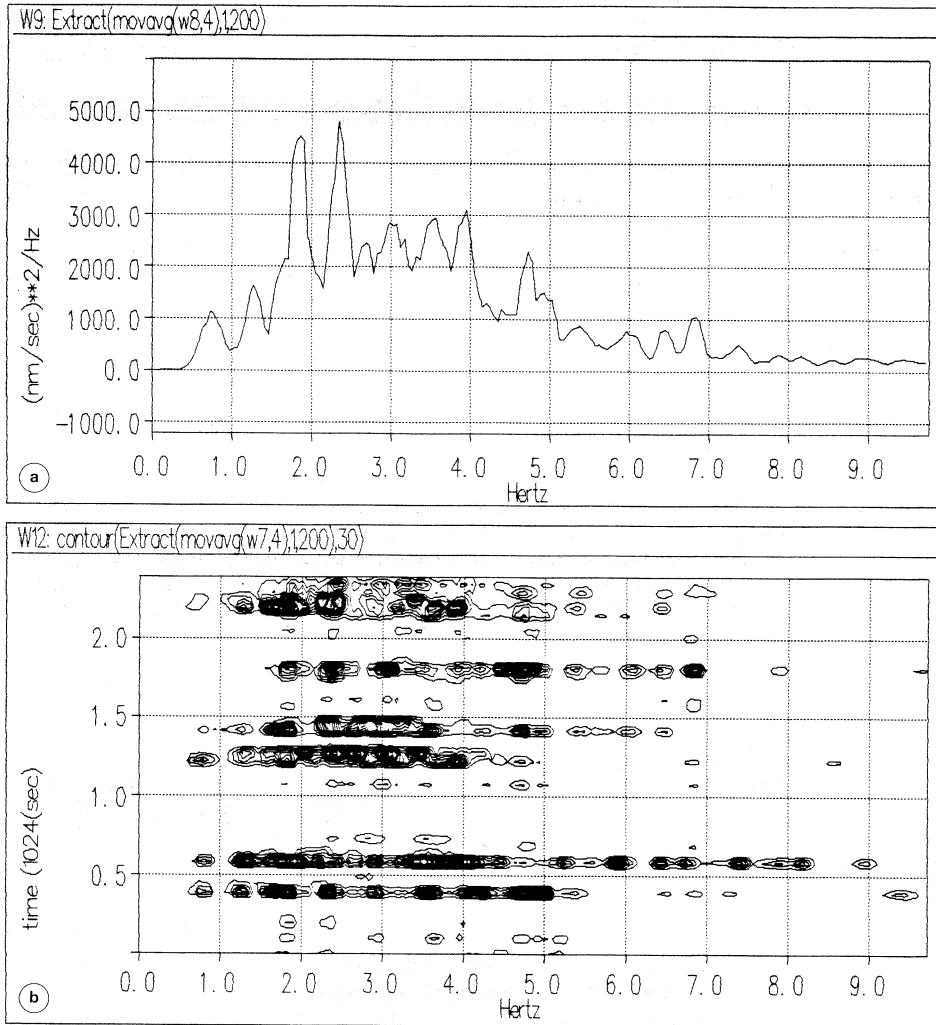 W9: Extract(movavg(w8,4),1,200)
5000.0
4000.0
3000.0
2000.0
1000.0
0.0
-1000.0
(nm/sec)**2/Hz
0.0 1.0 2.0 3.0 4.0 5.0 6.0 7.0 8.0 9.0
Hertz
a
W12: contour(Extract(movavg(w7,4),1,200),30)
2.0
1.5
1.0
0.5
time (1024(sec)
0.0 1.0 2.0 3.0 4.0 5.0 6.0 7.0 8.0 9.0
Hertz
b